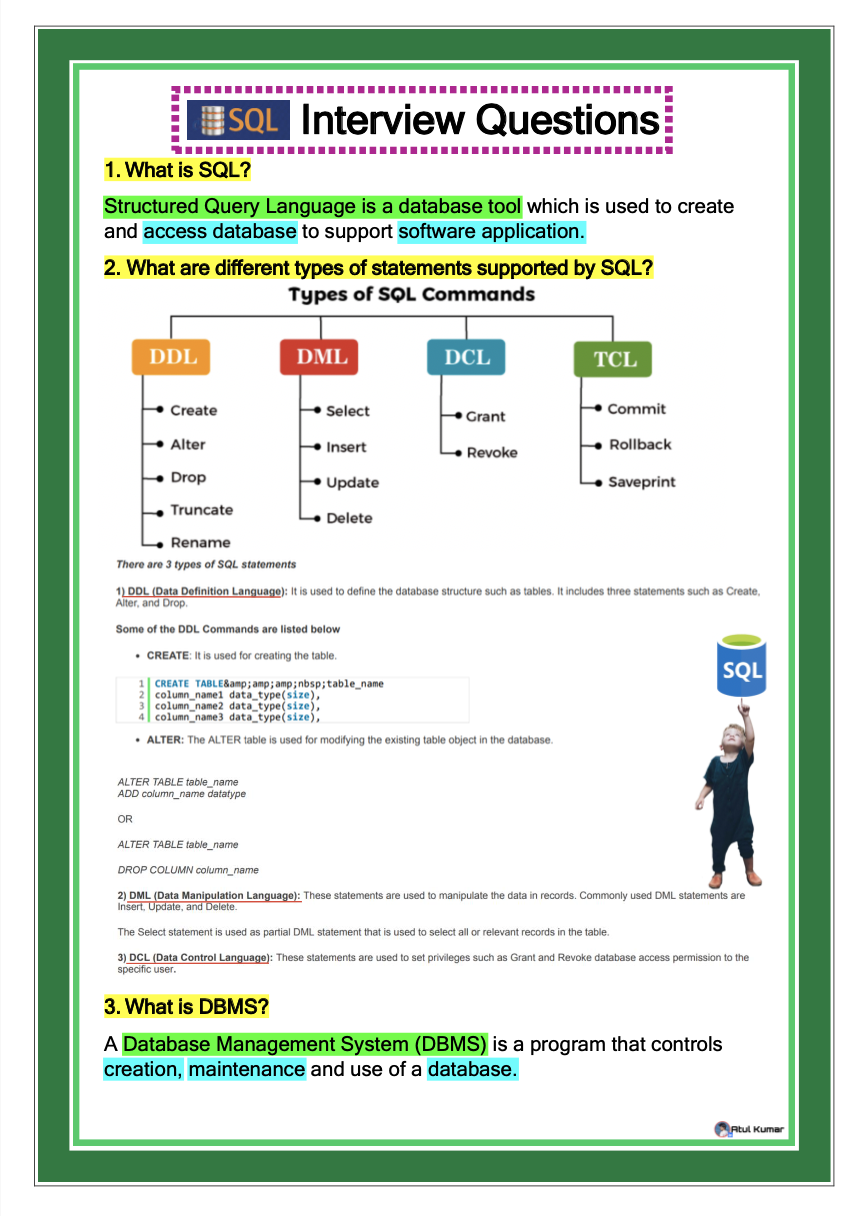 SQL Interview Questions
1. What is SQL?
Structured Query Language is a database tool which is used to create
and access database to support software application.
2. What are different types of statements supported by SQL?
Types of SQL Commands
DDL
Create
Alter
Drop
Truncate
Rename
DML
Select
Insert
Update
Delete
DCL
Grant
Revoke
TCL
Commit
Rollback
Saveprint
There are 3 types of SQL statements
1) DDL (Data Definition Language): It is used to define the database structure such as tables. It includes three statements such as Create,
Alter, and Drop.
Some of the DDL Commands are listed below
• CREATE: It is used for creating the table.
1 CREATE TABLE&amp;amp;amp;nbsp;table_name
2 column_name1 data_type(size),
3 column_name2 data_type(size),
4 column_name3 data_type(size),
• ALTER: The ALTER table is used for modifying the existing table object in the database.
SQL
ALTER TABLE table_name
ADD column_name datatype
OR
ALTER TABLE table_name
DROP COLUMN column_name
2) DML (Data Manipulation Language): These statements are used to manipulate the data in records. Commonly used DML statements are
Insert, Update, and Delete.
The Select statement is used as partial DML statement that is used to select all or relevant records in the table.
3) DCL (Data Control Language): These statements are used to set privileges such as Grant and Revoke database access permission to the
specific user.
3. What is DBMS?
A Database Management System (DBMS) is a program that controls
creation, maintenance and use of a database.
Atul Kumar